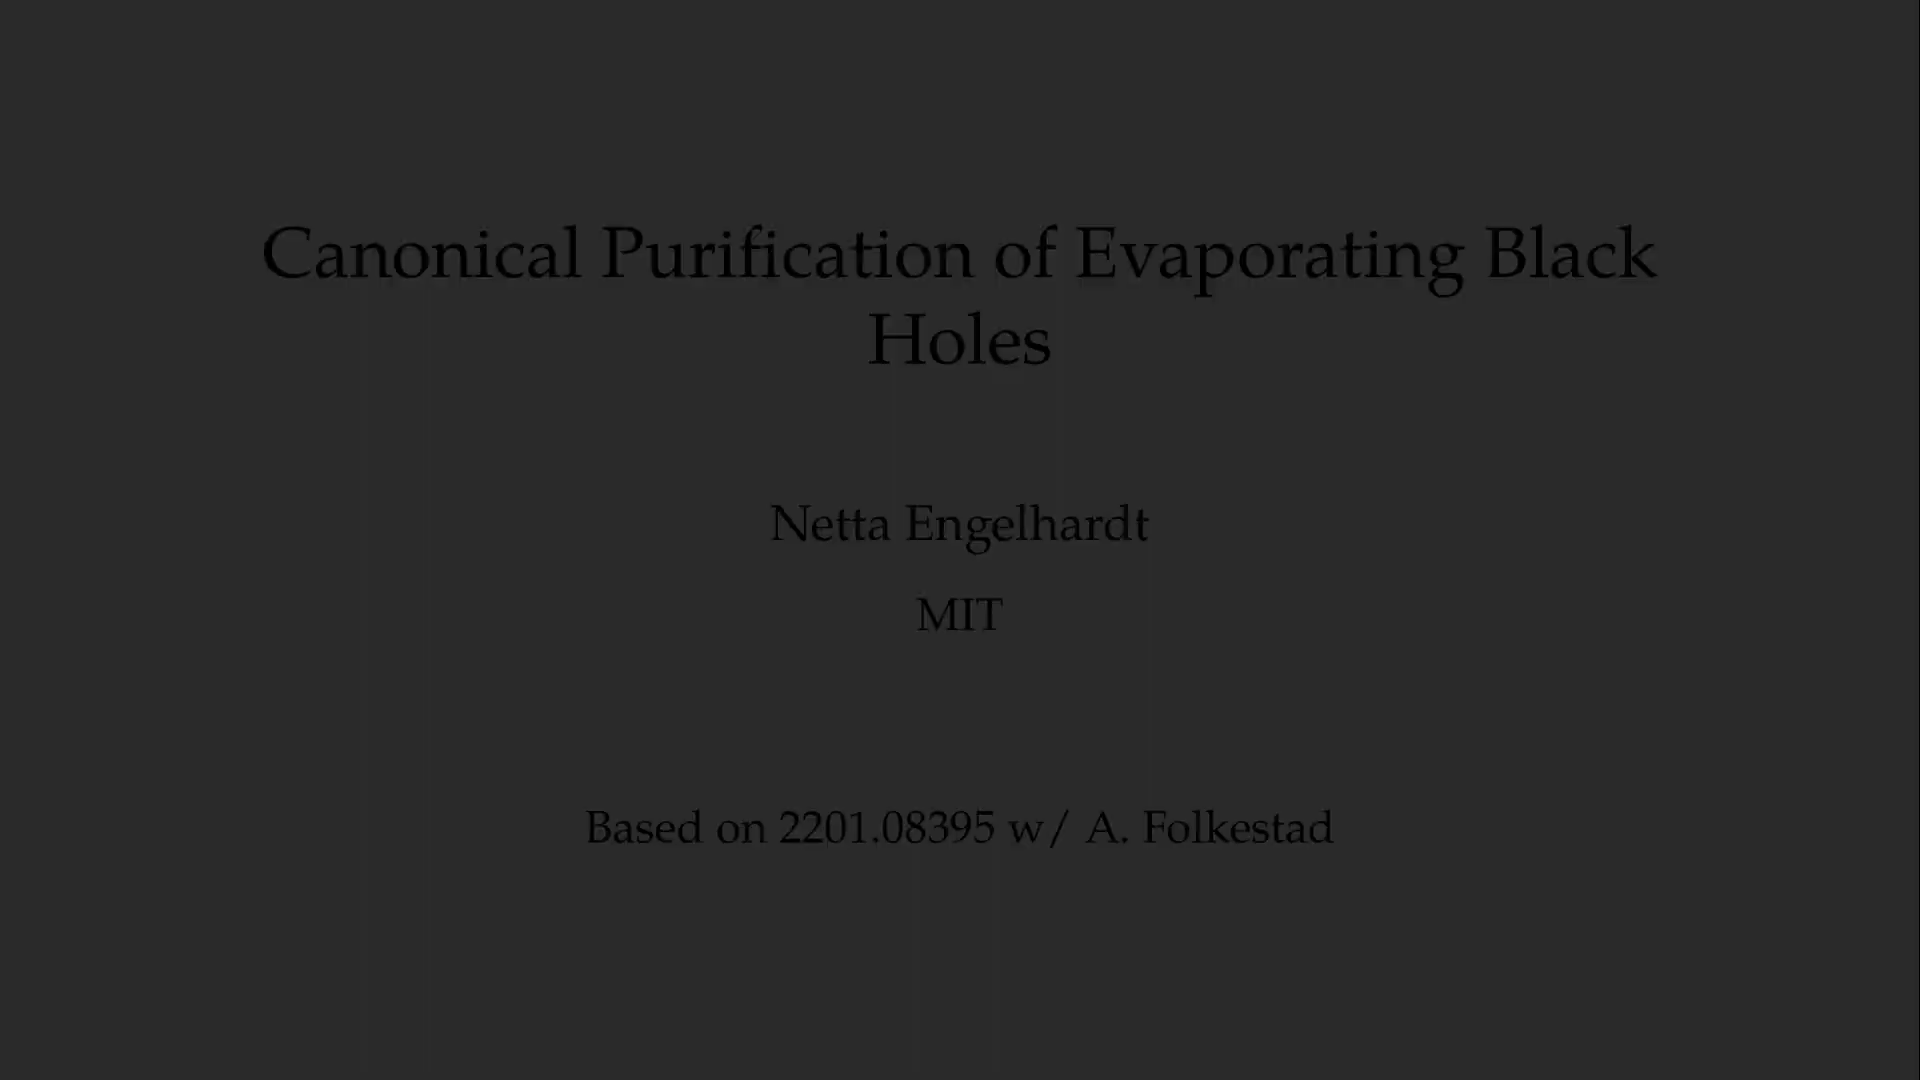 Canonical Purification of Evaporating Black
Holes
Netta Engelhardt
MIT
Based on 2201.08395 w/ A. Folkestad